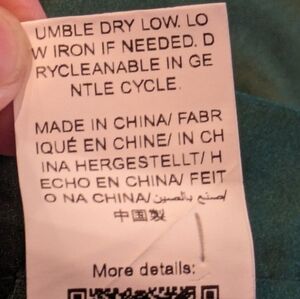 UMBLE DRY LOW. LO
W IRON IF NEEDED. D
RYCLEANABLE IN GE
NTLE CYCLE.
MADE IN CHINA/ FABR
IQUÉ EN CHINE/ IN CH
INA HERGESTELLT/ H
ECHO EN CHINA/ FEIT
O NA CHINA/ صنع بالصين/
中国製
More details: